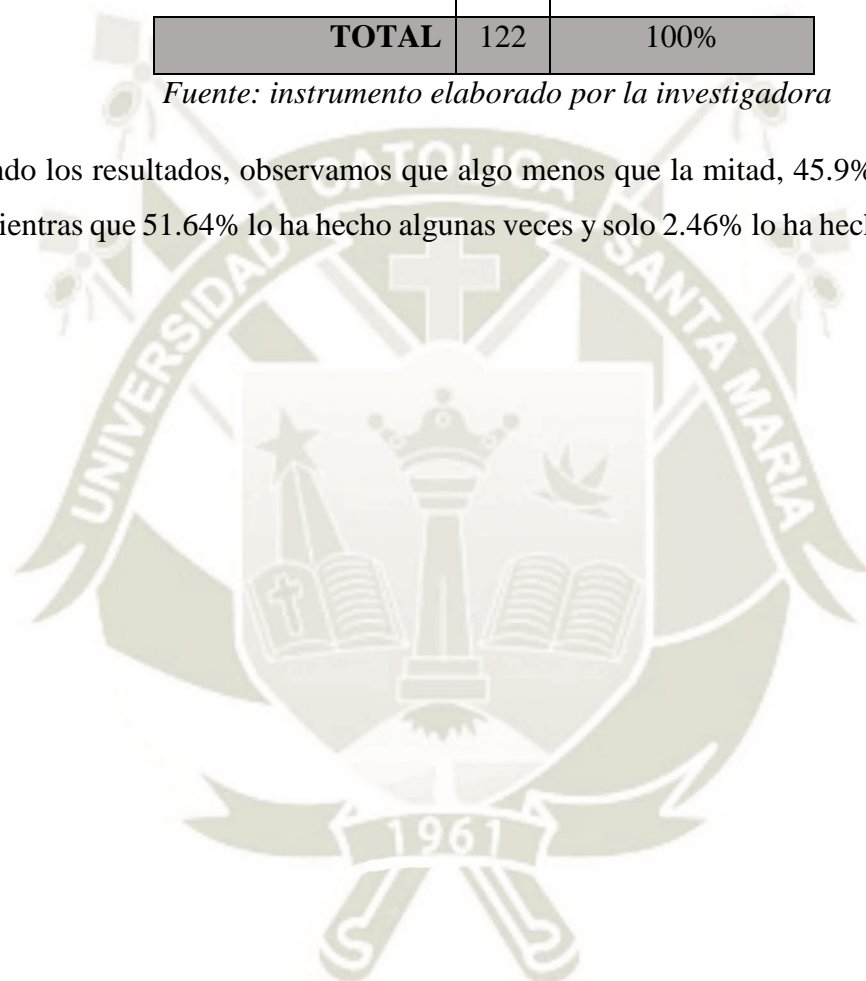 TOTAL 122 100%
Fuente: instrumento elaborado por la investigadora
ndo los resultados, observamos que algo menos que la mitad, 45.9%
ientras que 51.64% lo ha hecho algunas veces y solo 2.46% lo ha hech
UNIVERSIDAD CATOLICA SANTA MARIA
1961